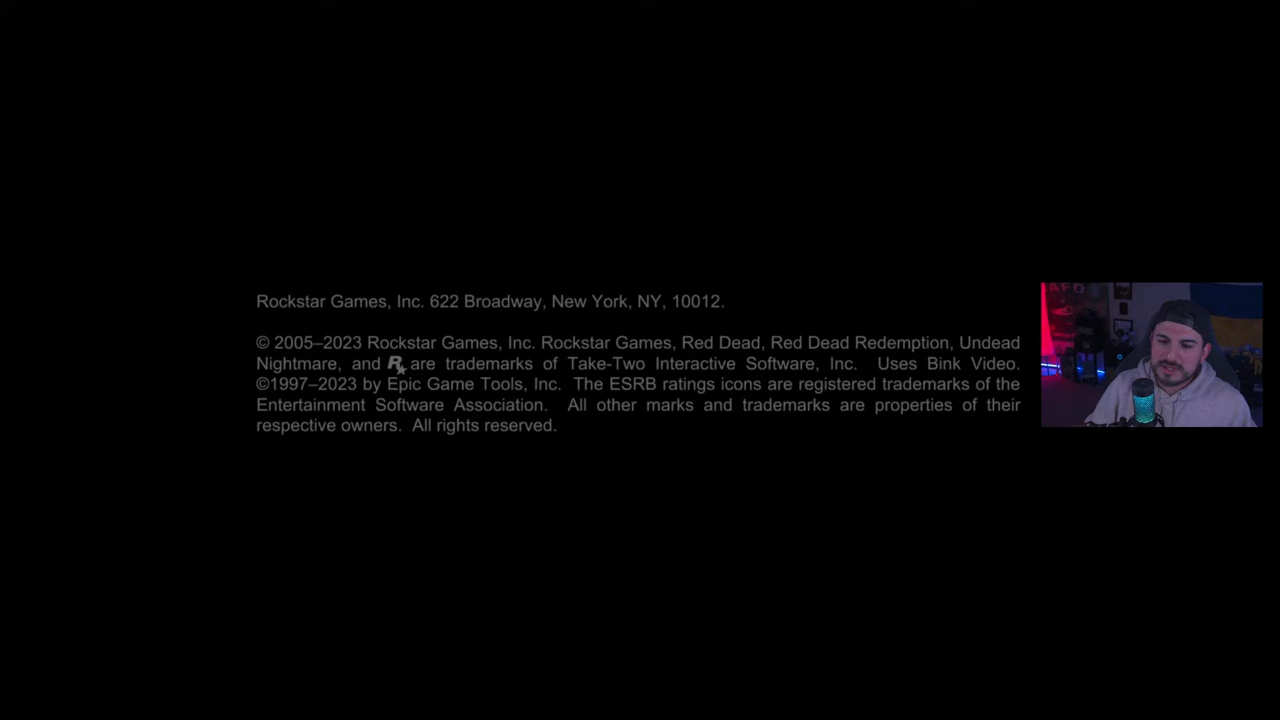 Rockstar Games, Inc. 622 Broadway, New York, NY, 10012.
© 2005–2023 Rockstar Games, Inc. Rockstar Games, Red Dead, Red Dead Redemption, Undead
Nightmare, and R are trademarks of Take-Two Interactive Software, Inc. Uses Bink Video.
©1997–2023 by Epic Game Tools, Inc. The ESRB ratings icons are registered trademarks of the
Entertainment Software Association. All other marks and trademarks are properties of their
respective owners. All rights reserved.